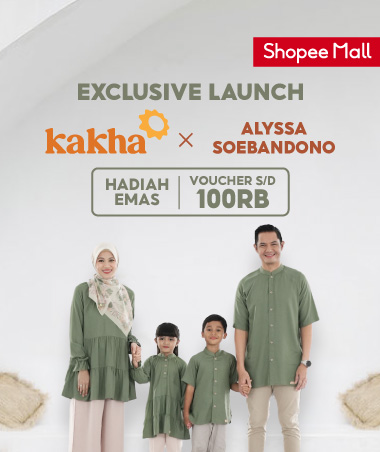 Shopee Mall
EXCLUSIVE LAUNCH
kakha × ALYSSA
SOEBANDONO
HADIAH
EMAS
VOUCHER S/D
100RB